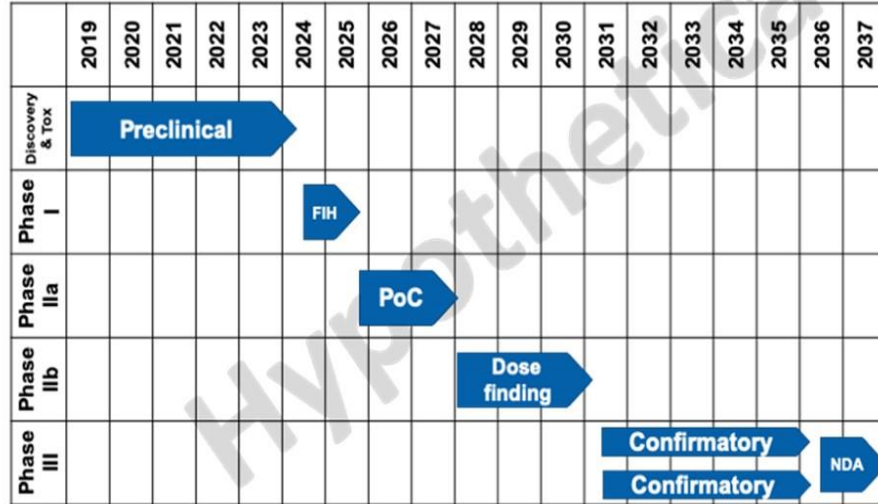 2019 2020 2021 2022 2023 2024 2025 2026 2027 2028 2029 2030 2031 2032 2033 2034 2035 2036 2037
Discovery
& Tox
Preclinical
Phase
I
FIH
Phase
IIa
PoC
Phase
IIb
Dose
finding
Phase
III
Confirmatory
Confirmatory
NDA
Hypothetica